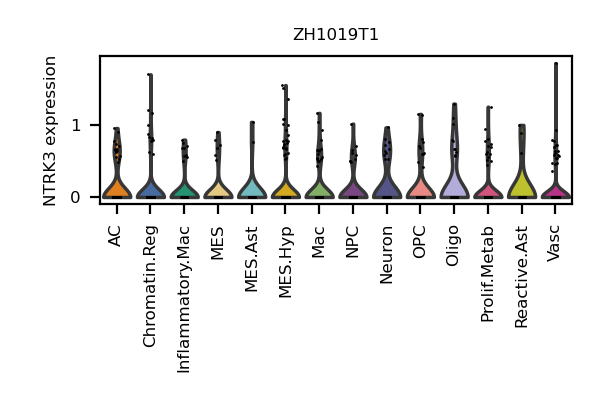 ZH1019T1
NTRK3 expression
1
0
AC
Chromatin.Reg
Inflammatory.Mac
MES
MES.Ast
MES.Hyp
Mac
NPC
Neuron
OPC
Oligo
Prolif.Metab
Reactive.Ast
Vasc